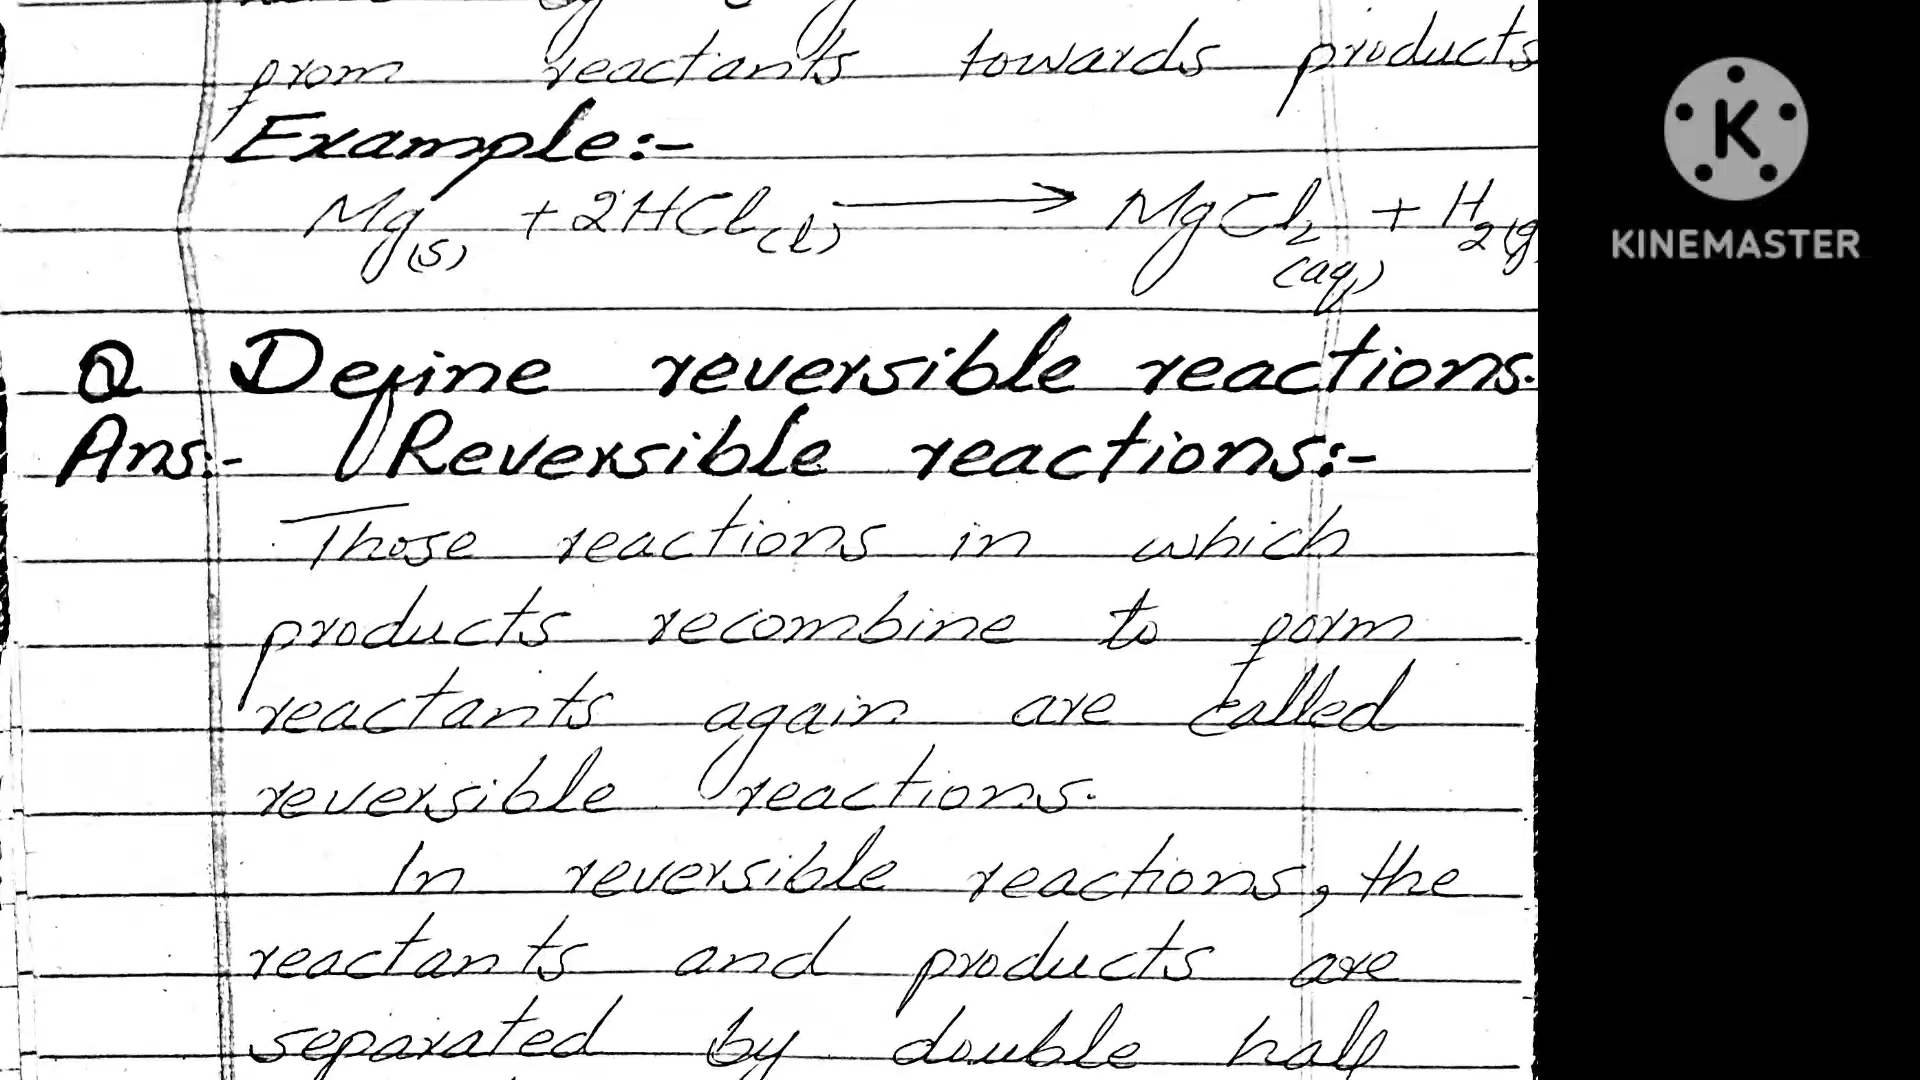 from reactants towards products
Example:-
Mg(s) + 2HCl(l) ⟶ MgCl2(aq) + H2(g
Q Define reversible reactions.
Ans:- Reversible reactions:-
Those reactions in which
products recombine to form
reactants again are called
reversible reactions.
In reversible reactions, the
reactants and products are
separated by double half
K
KINEMASTER